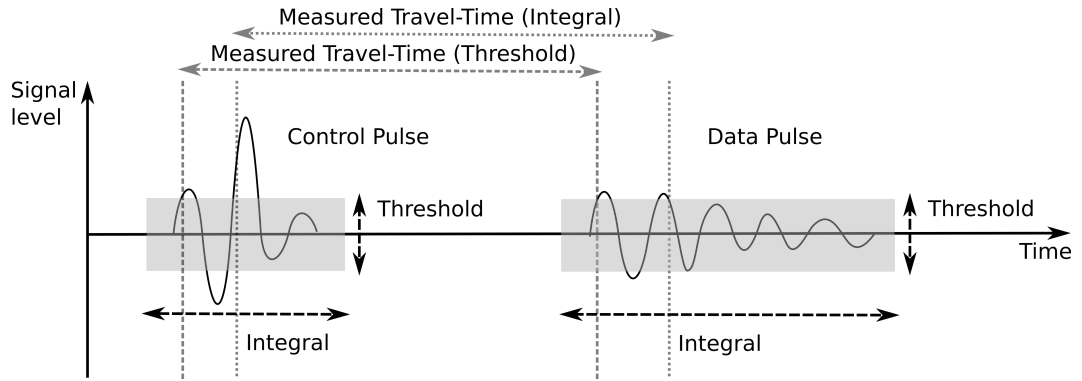 Measured Travel-Time (Integral)
Measured Travel-Time (Threshold)
Signal
level
Control Pulse
Data Pulse
Threshold
Threshold
Time
Integral
Integral